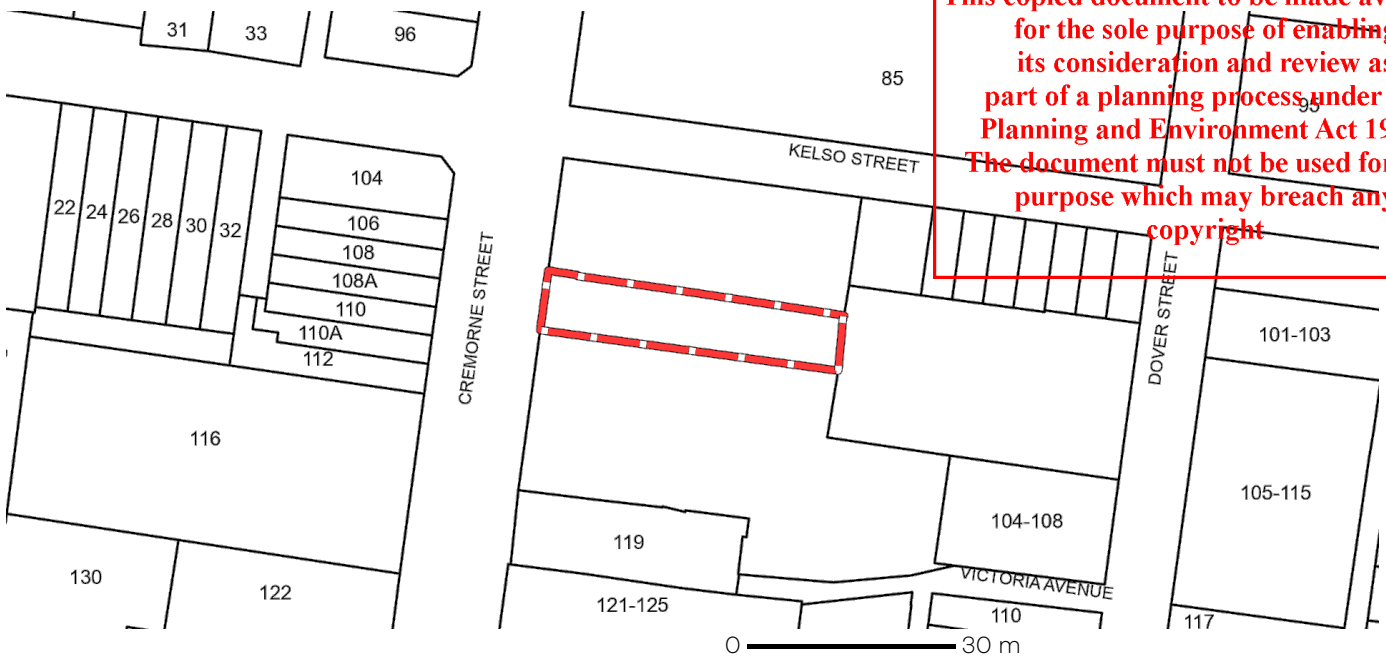 This copied document to be made
for the sole purpose of enabling
its consideration and review as
part of a planning process under
Planning and Environment Act
The document must not be used for
purpose which may breach any
copyright
31
33
96
85
95
KELSO STREET
104
106
108
108A
110
110A
112
22
24
26
28
30
32
CREMORNE STREET
DOVER STREET
101-103
116
105-115
104-108
119
130
122
121-125
VICTORIA AVENUE
110
117
0 30 m